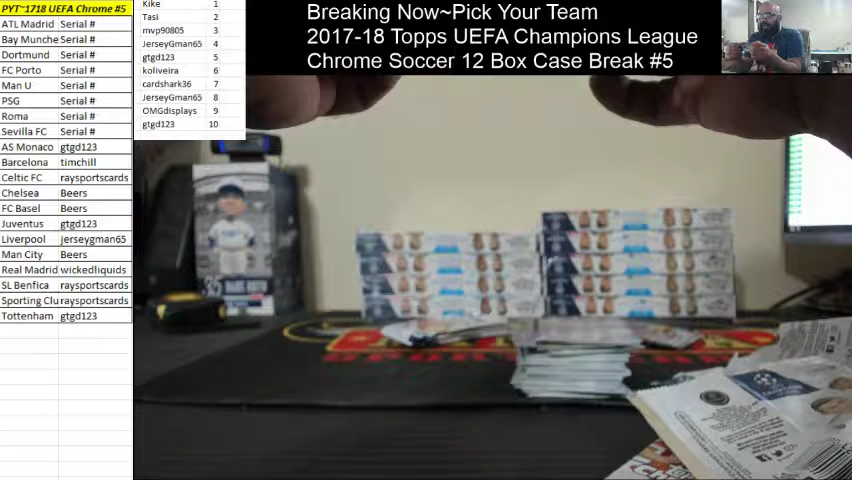 PYT~1718 UEFA Chrome #5
ATL Madrid Serial #
Bay Munche Serial #
Dortmund Serial #
FC Porto Serial #
Man U Serial #
PSG Serial #
Roma Serial #
Sevilla FC Serial #
AS Monaco gtgd123
Barcelona timchill
Celtic FC raysportscards
Chelsea Beers
FC Basel Beers
Juventus gtgd123
Liverpool jerseygman65
Man City Beers
Real Madrid wickedliquids
SL Benfica raysportscards
Sporting Clu raysportscards
Tottenham gtgd123
Kike 1
Tasi 2
mvp90805 3
JerseyGman65 4
gtgd123 5
koliveira 6
cardshark36 7
JerseyGman65 8
OMGdisplays 9
gtgd123 10
Breaking Now~Pick Your Team
2017-18 Topps UEFA Champions League
Chrome Soccer 12 Box Case Break #5